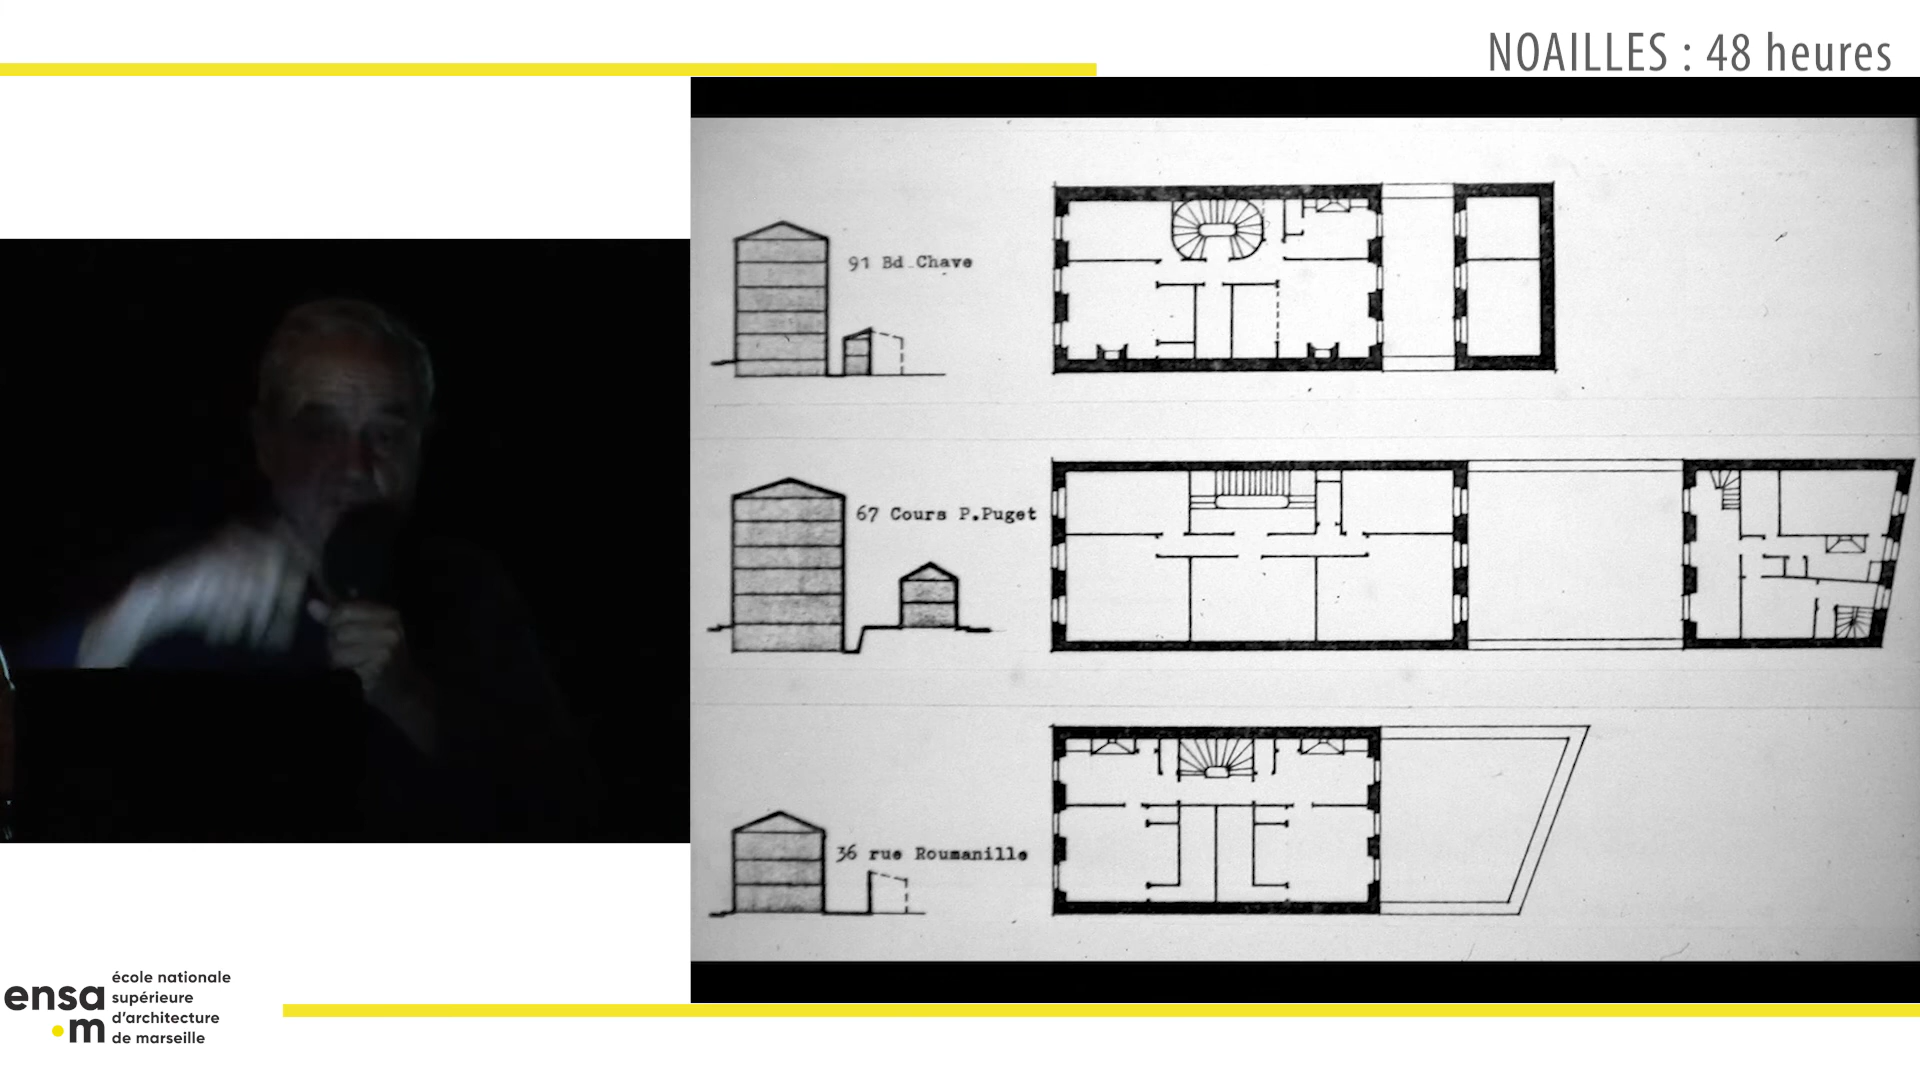 NOAILLES : 48 heures
91 Bd Chave
67 Cours P.Puget
36 rue Roumanille
ensa
•m
école nationale
supérieure
d'architecture
de marseille